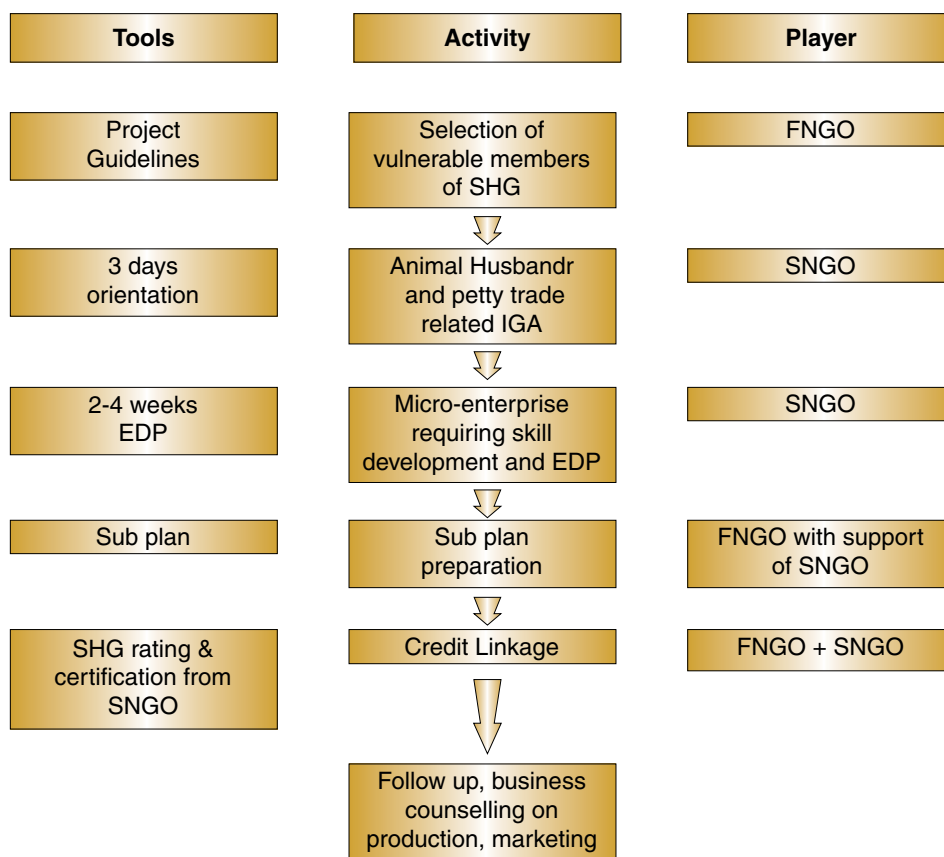 Tools
Activity
Player
Project
Guidelines
Selection of
vulnerable members
of SHG
FNGO
3 days
orientation
Animal Husbandr
and petty trade
related IGA
SNGO
2-4 weeks
EDP
Micro-enterprise
requiring skill
development and EDP
SNGO
Sub plan
Sub plan
preparation
FNGO with support
of SNGO
SHG rating &
certification from
SNGO
Credit Linkage
FNGO + SNGO
Follow up, business
counselling on
production, marketing